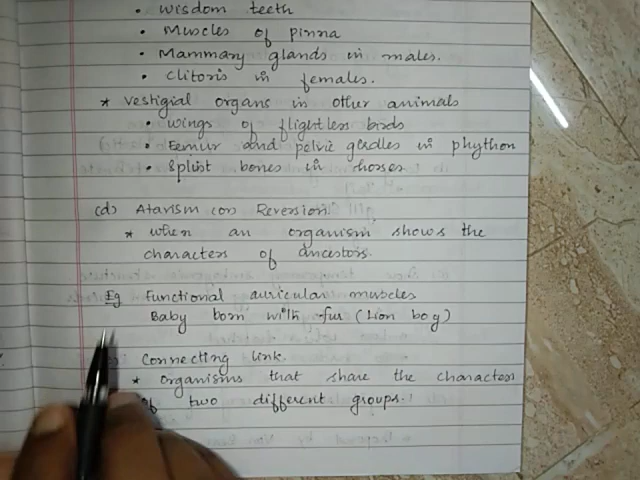 • Wisdom teeth
• Muscles of pinna
• Mammary glands in males.
• Clitoris in females.
* Vestigial organs in other animals
• Wings of flightless birds
• Femur and pelvic girdles in phython
• Splint bones in horses.
(d) Atavism (or) Reversion.
* When an organism shows the
characters of ancestors.
Eg Functional auricular muscles
Baby born with fur (Lion boy)
Connecting link.
* Organisms that share the characters
of two different groups.